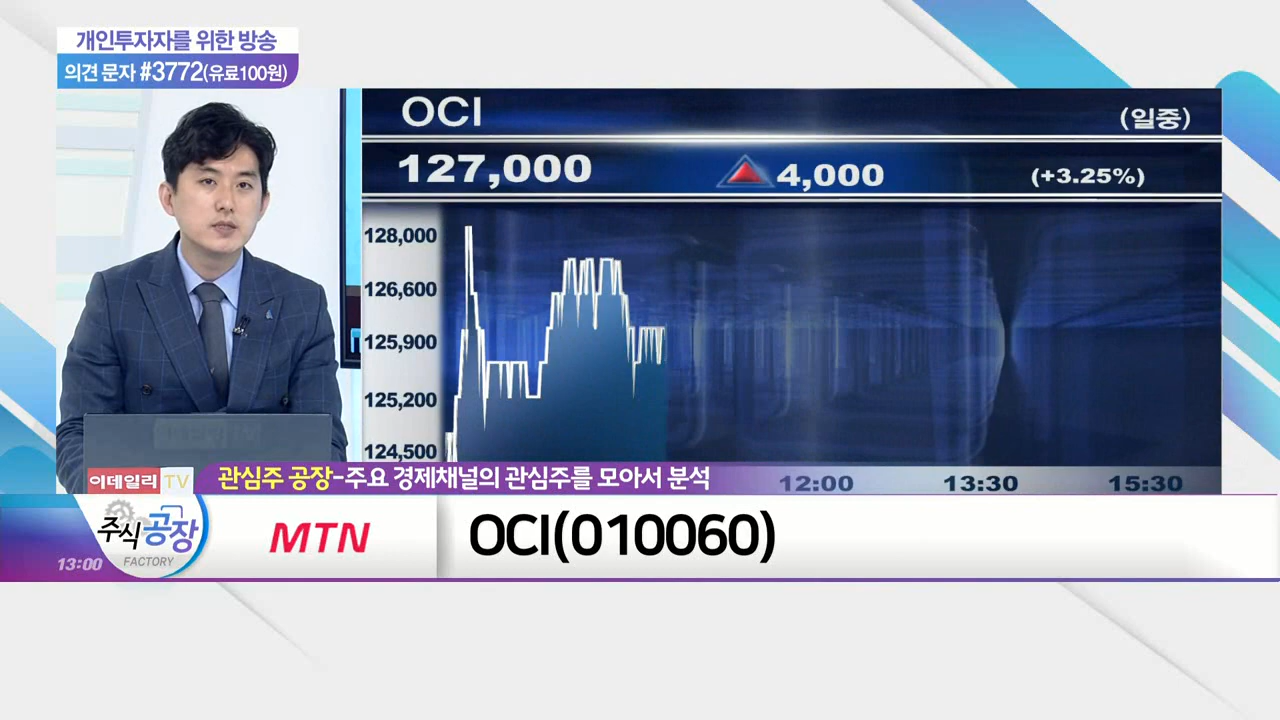 개인투자자를 위한 방송
의견 문자 #3772(유료100원)
OCI
(일중)
127,000 4,000 (+3.25%)
128,000
126,600
125,900
125,200
124,500
12:00 13:30 15:30
이데일리 TV
관심주 공장-주요 경제채널의 관심주를 모아서 분석
주식공장
FACTORY
13:00
MTN
OCI(010060)